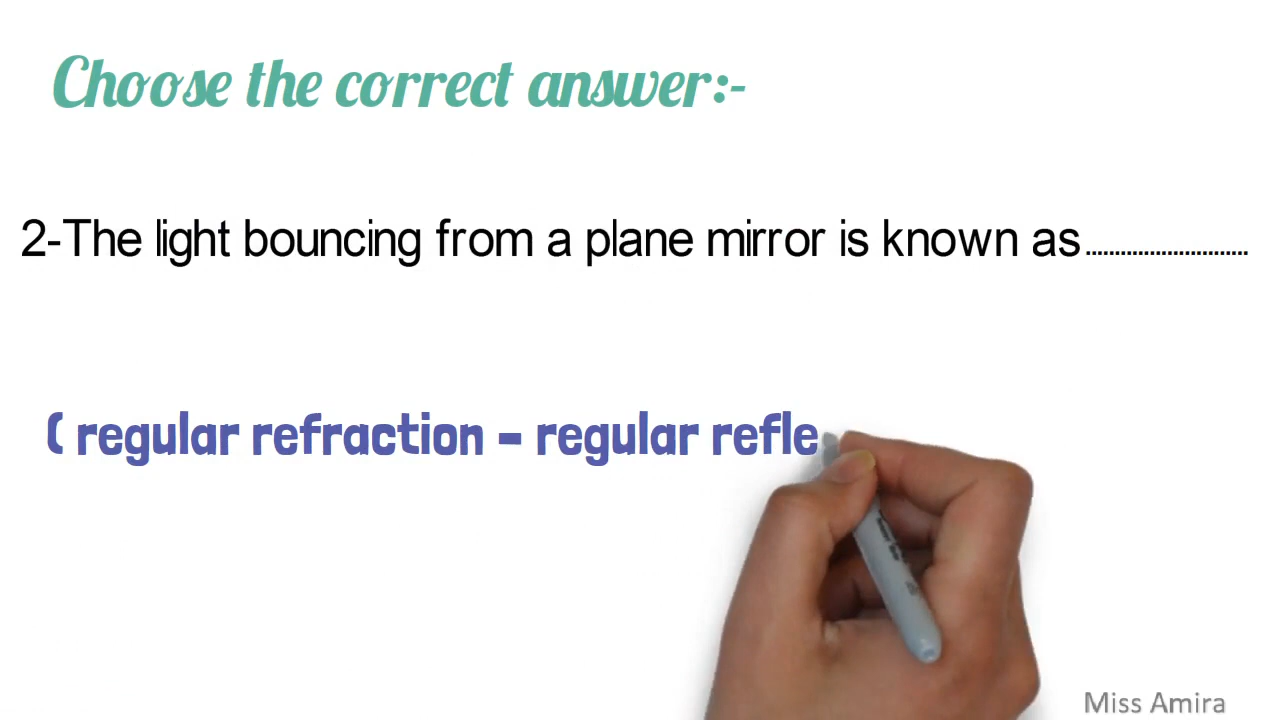 Choose the correct answer:-
2-The light bouncing from a plane mirror is known as............................
( regular refraction - regular refle
Miss Amira